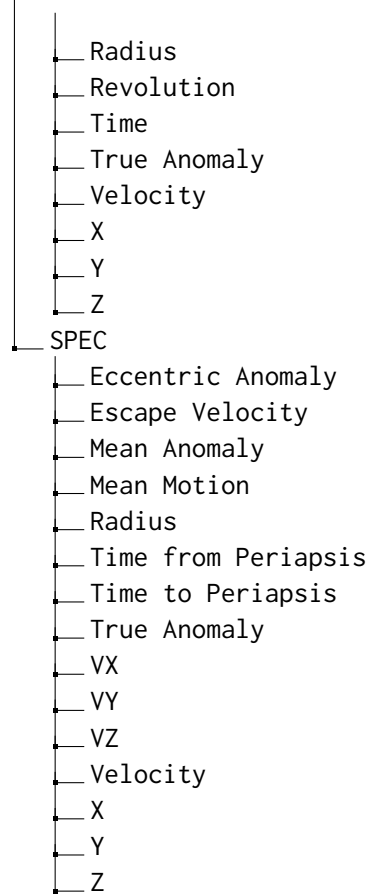 Radius
Revolution
Time
True Anomaly
Velocity
X
Y
Z
SPEC
Eccentric Anomaly
Escape Velocity
Mean Anomaly
Mean Motion
Radius
Time from Periapsis
Time to Periapsis
True Anomaly
VX
VY
VZ
Velocity
X
Y
Z